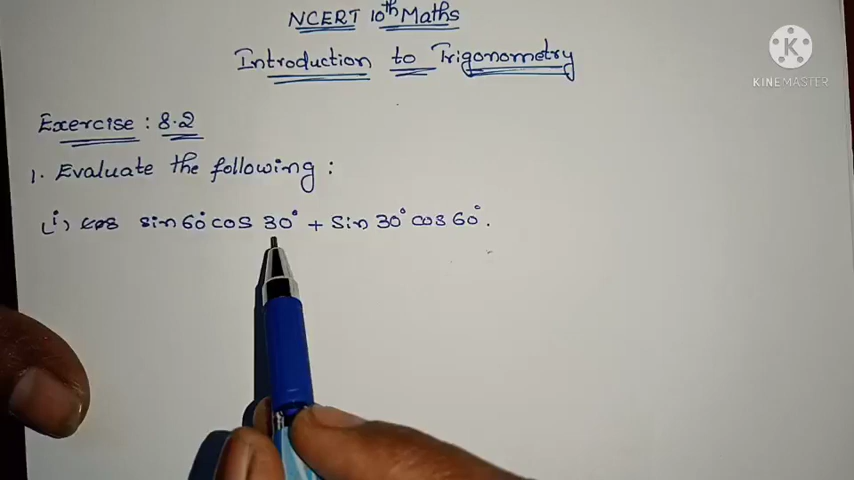 NCERT 10th Maths
Introduction to Trigonometry
K
KINEMASTER
Exercise : 8.2
1. Evaluate the following :
(i) cos sin 60° cos 30° + Sin 30° cos 60°.